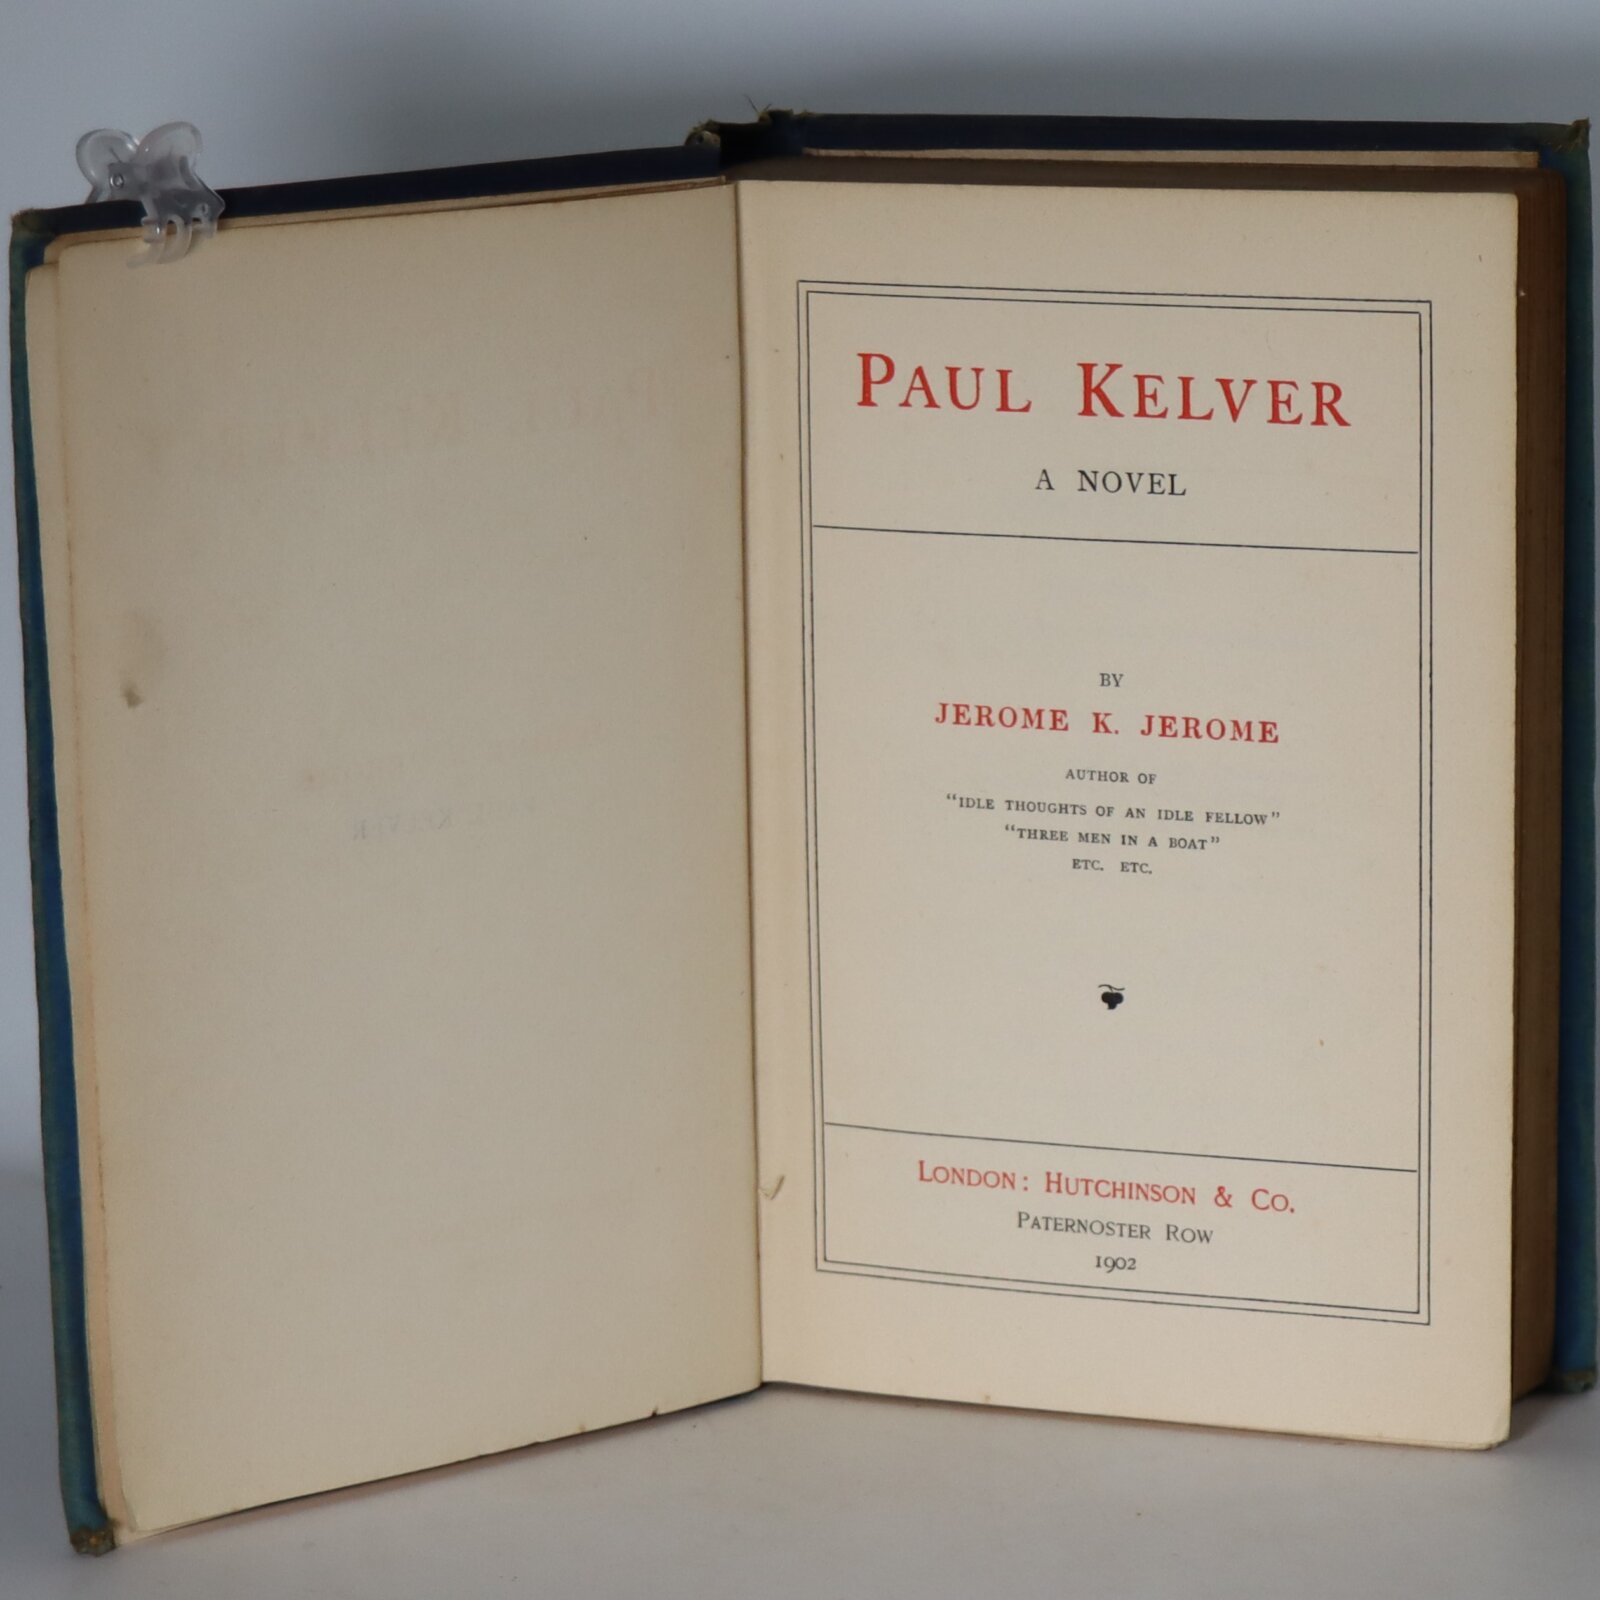 PAUL KELVER
A NOVEL
BY
JEROME K. JEROME
AUTHOR OF
"IDLE THOUGHTS OF AN IDLE FELLOW"
"THREE MEN IN A BOAT"
ETC. ETC.
LONDON: HUTCHINSON & CO.
PATERNOSTER ROW
1902